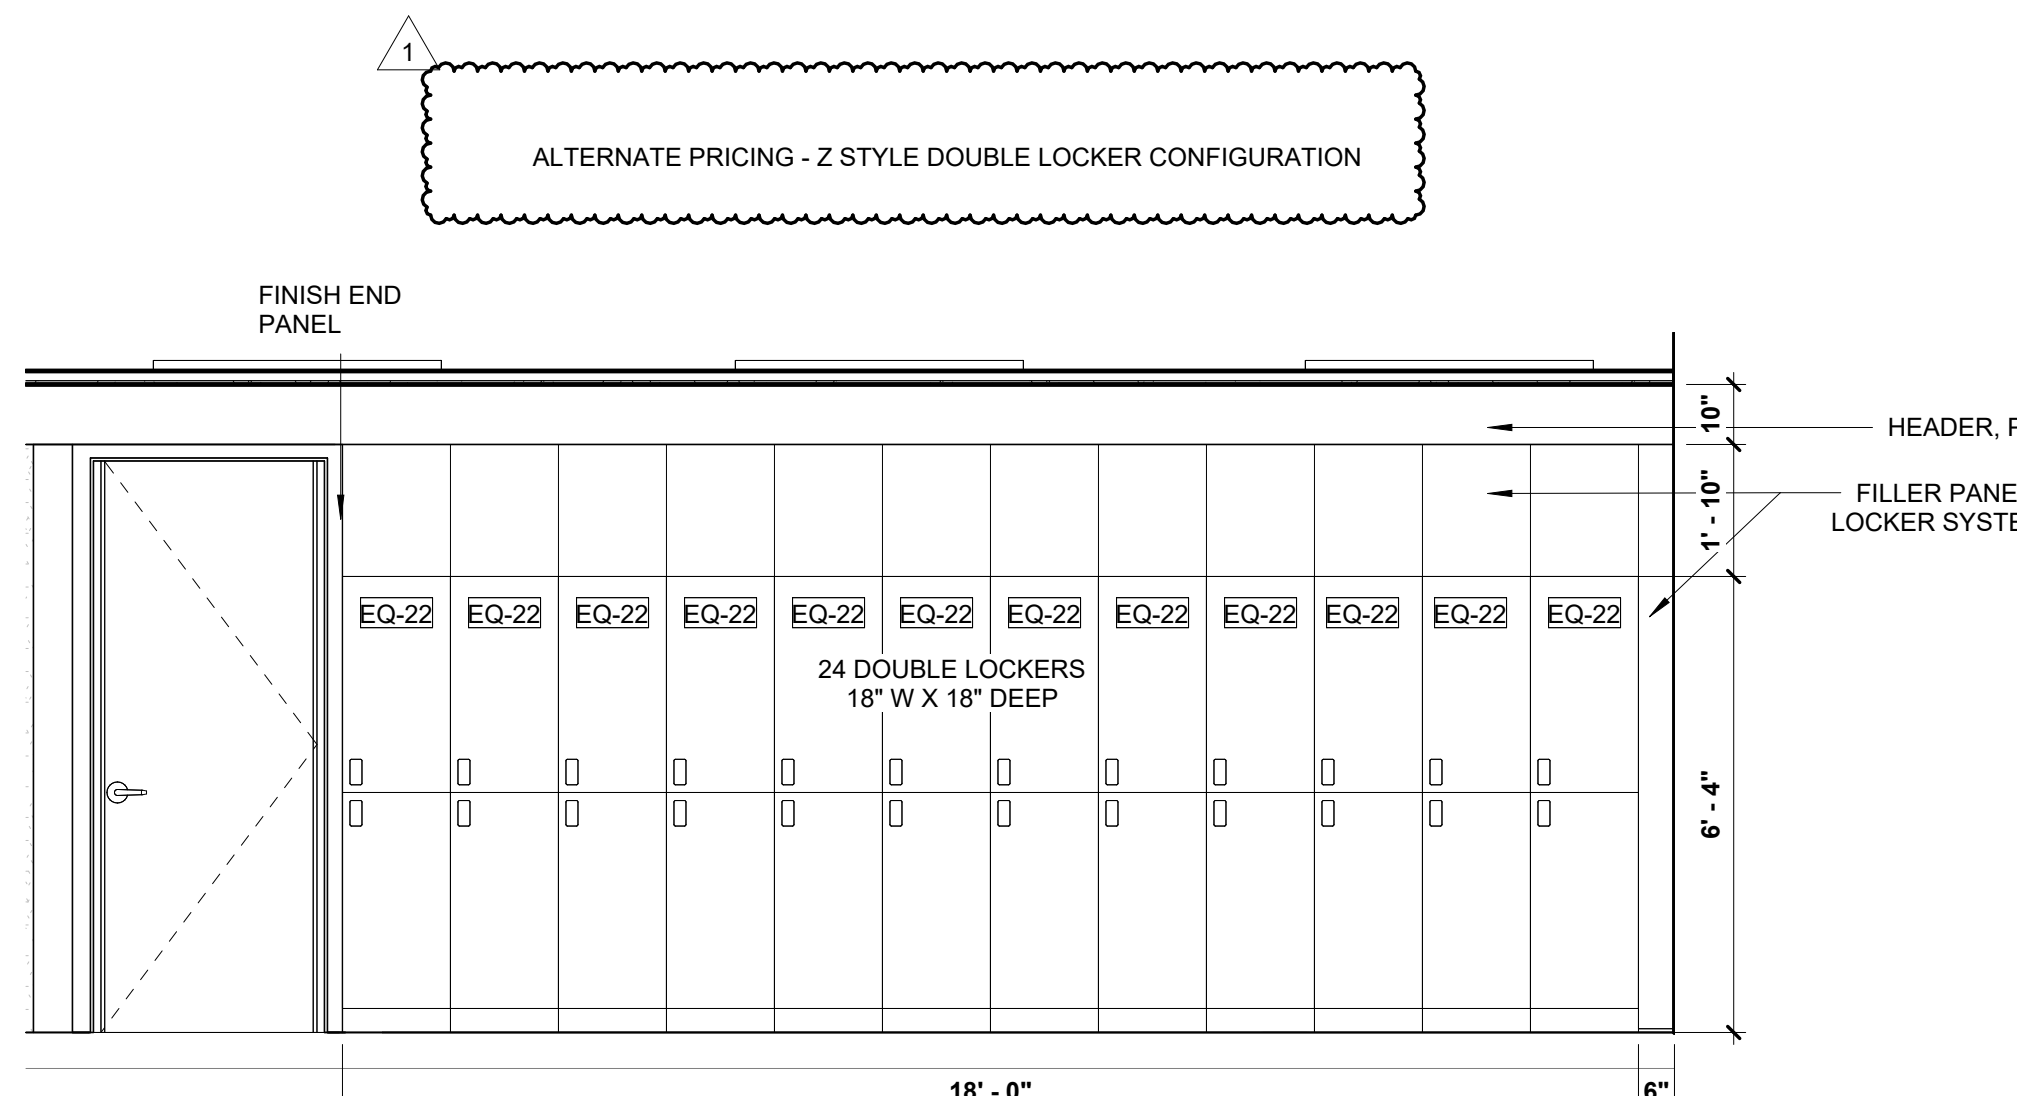 1
ALTERNATE PRICING - Z STYLE DOUBLE LOCKER CONFIGURATION
FINISH END
PANEL
10"
HEADER, P
1' - 10"
FILLER PANE
LOCKER SYSTE
EQ-22 EQ-22 EQ-22 EQ-22 EQ-22 EQ-22 EQ-22 EQ-22 EQ-22 EQ-22 EQ-22 EQ-22
24 DOUBLE LOCKERS
18" W X 18" DEEP
6' - 4"
18' - 0" 6"